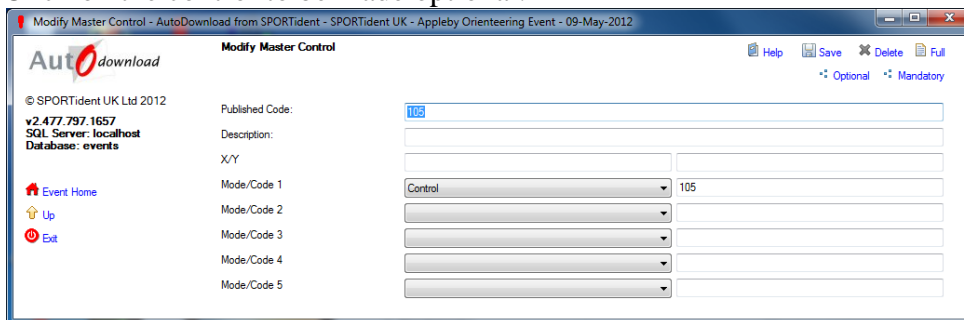 Modify Master Control - AutoDownload from SPORTident - SPORTident UK - Appleby Orienteering Event - 09-May-2012
AutOdownload
Modify Master Control
Help Save Delete Full
Optional Mandatory
© SPORTident UK Ltd 2012
v2.477.797.1657
SQL Server: localhost
Database: events
Event Home
Up
Exit
Published Code: 105
Description:
X/Y
Mode/Code 1 Control 105
Mode/Code 2
Mode/Code 3
Mode/Code 4
Mode/Code 5